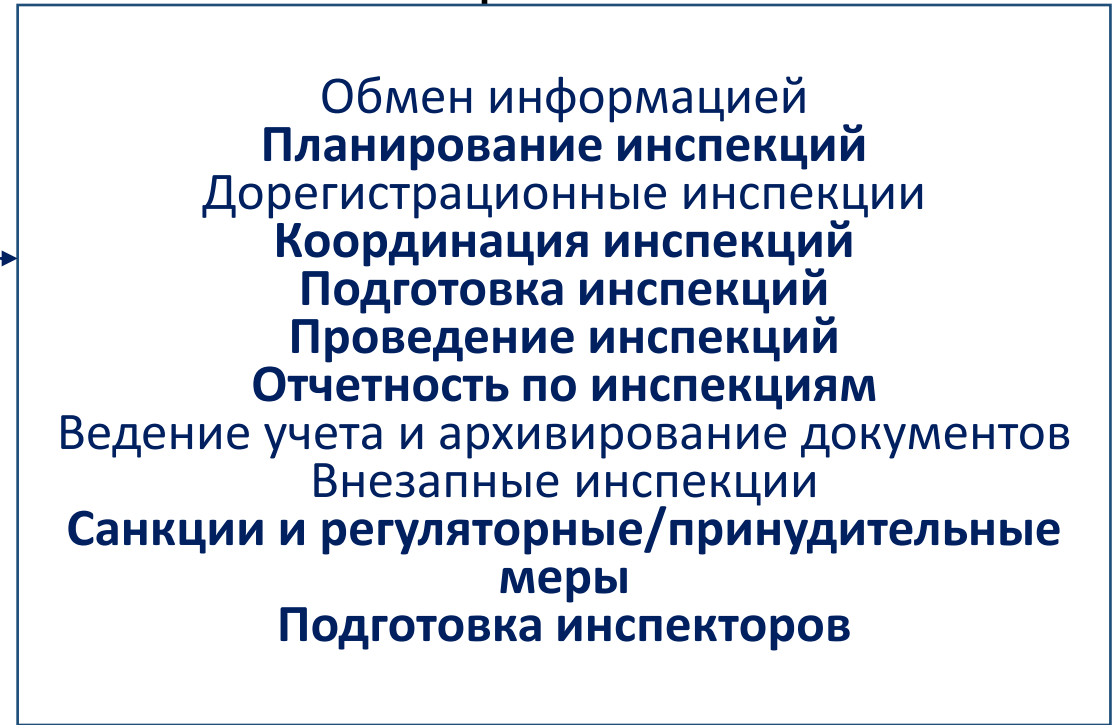 Обмен информацией
Планирование инспекций
Дорегистрационные инспекции
Координация инспекций
Подготовка инспекций
Проведение инспекций
Отчетность по инспекциям
Ведение учета и архивирование документов
Внезапные инспекции
Санкции и регуляторные/принудительные
меры
Подготовка инспекторов